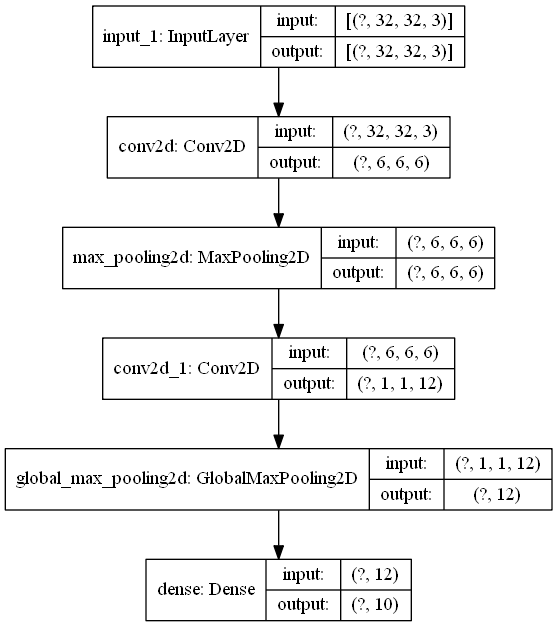 input_1: InputLayer
input: [(?, 32, 32, 3)]
output: [(?, 32, 32, 3)]
conv2d: Conv2D
input: (?, 32, 32, 3)
output: (?, 6, 6, 6)
max_pooling2d: MaxPooling2D
input: (?, 6, 6, 6)
output: (?, 6, 6, 6)
conv2d_1: Conv2D
input: (?, 6, 6, 6)
output: (?, 1, 1, 12)
global_max_pooling2d: GlobalMaxPooling2D
input: (?, 1, 1, 12)
output: (?, 12)
dense: Dense
input: (?, 12)
output: (?, 10)